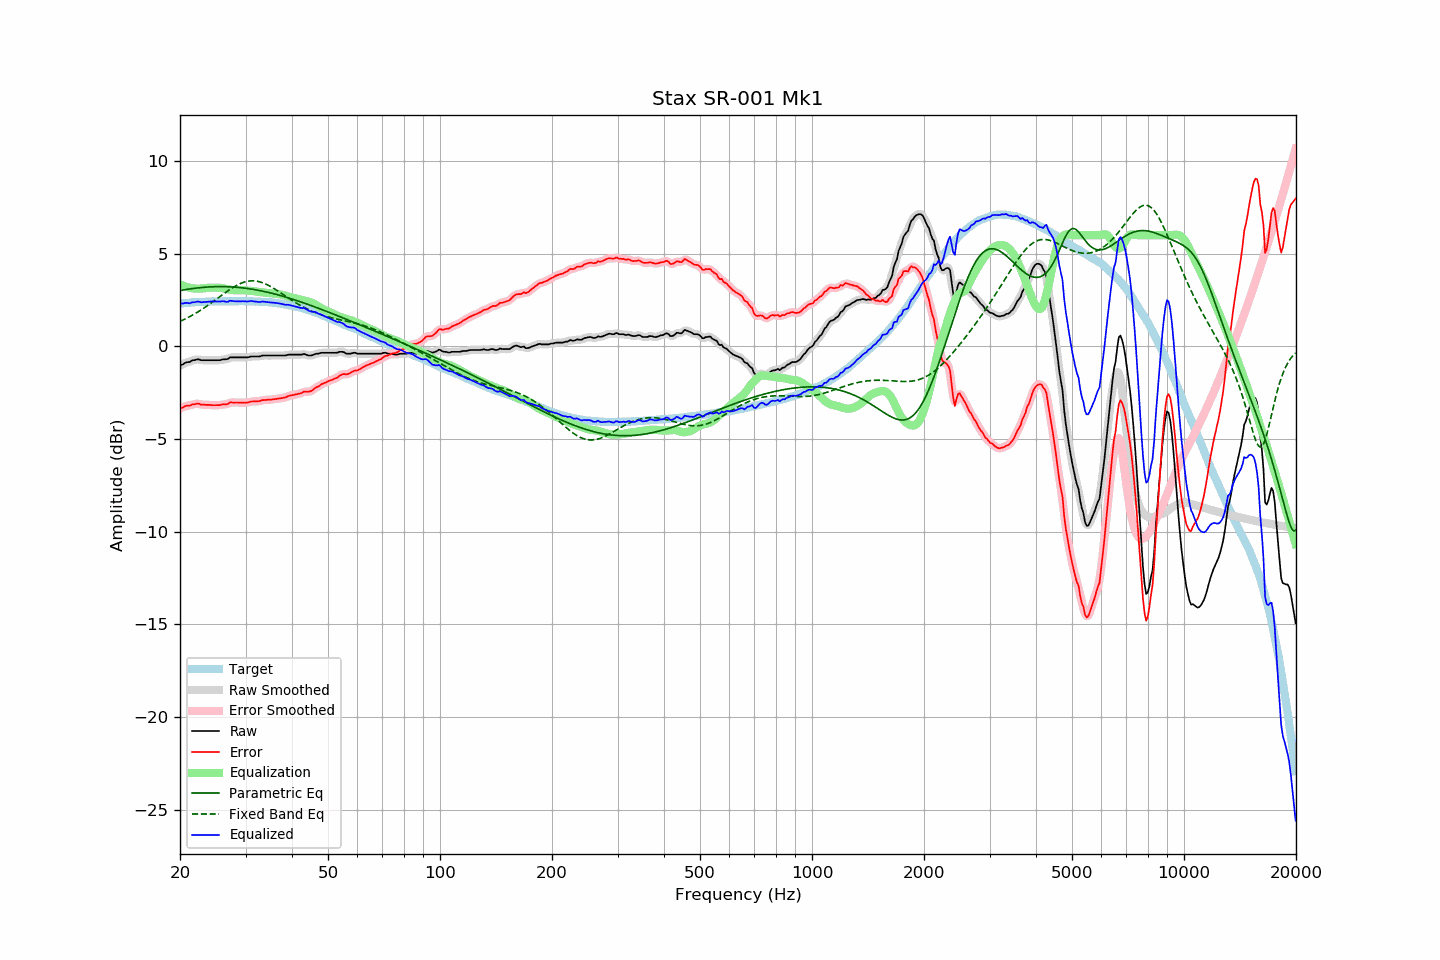 Stax SR-001 Mk1
Amplitude (dBr)
10
5
0
−5
−10
−15
−20
−25
Target
Raw Smoothed
Error Smoothed
Raw
Error
Equalization
Parametric Eq
Fixed Band Eq
Equalized
20 50 100 200 500 1000 2000 5000 10000 20000
Frequency (Hz)